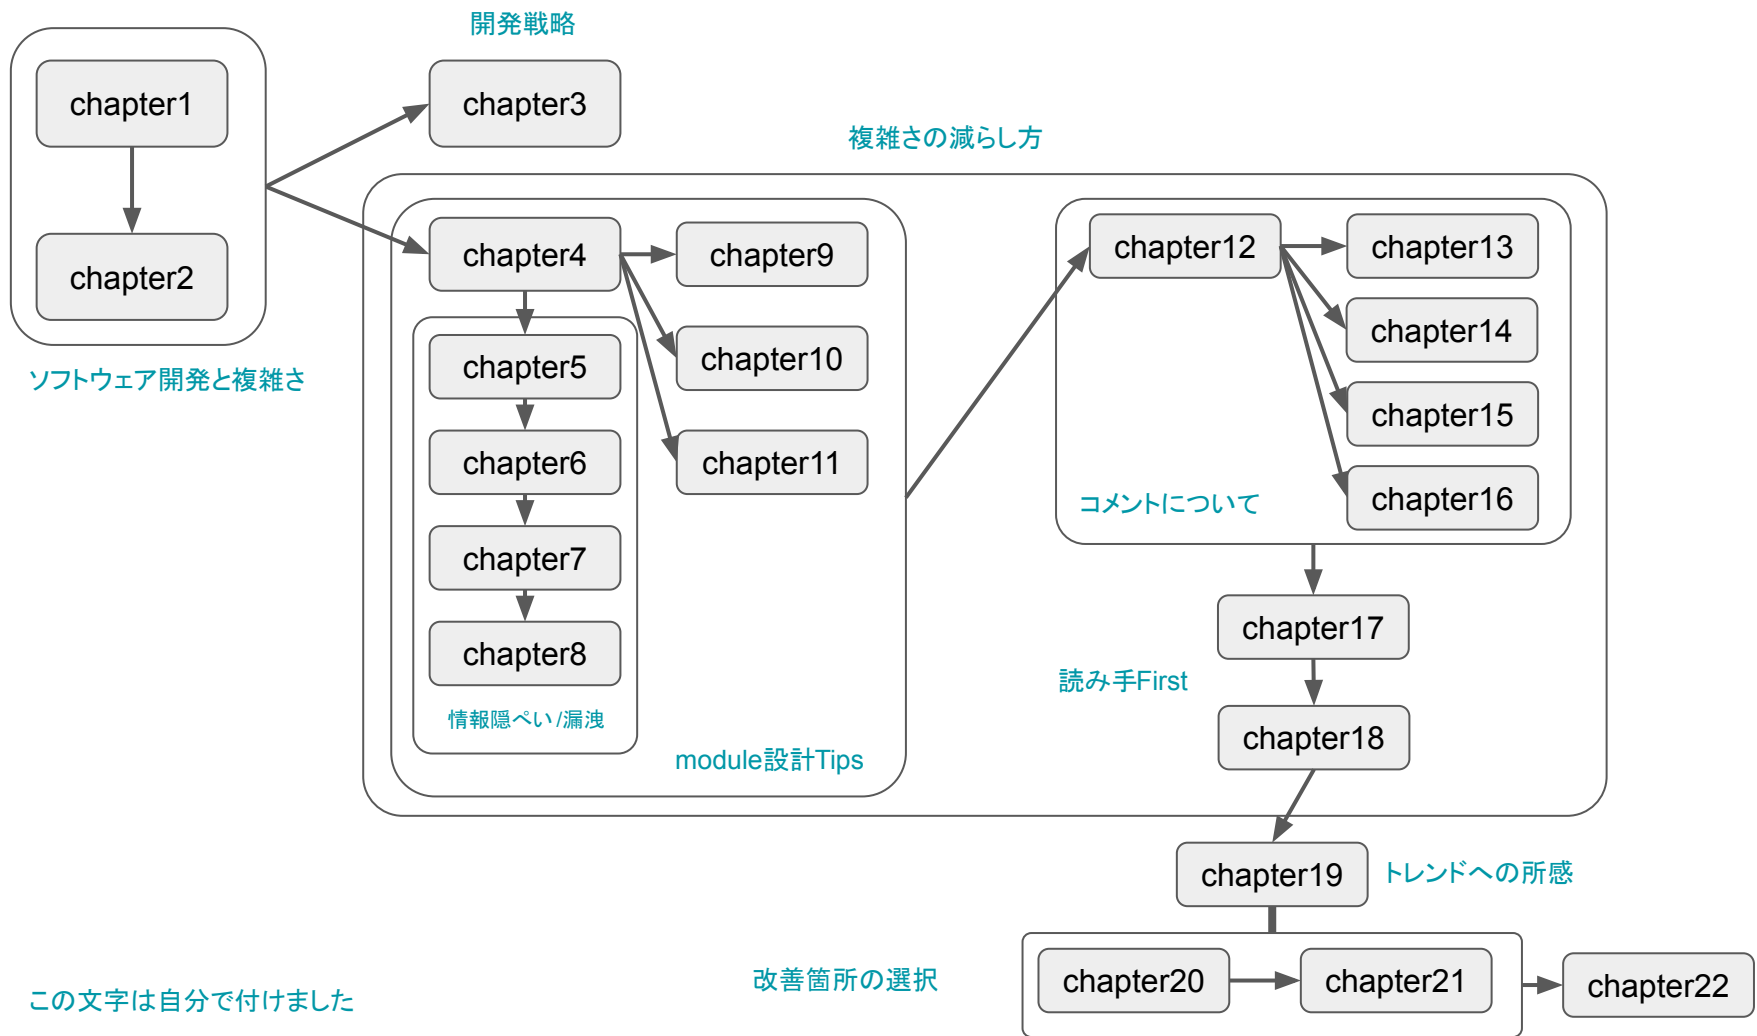 開発戦略
chapter1
chapter3
複雑さの減らし方
chapter2
ソフトウェア開発と複雑さ
chapter4
chapter9
chapter5
chapter10
chapter6
chapter11
chapter7
chapter8
情報隠ぺい/漏洩
module設計Tips
chapter12
chapter13
chapter14
chapter15
chapter16
コメントについて
chapter17
読み手First
chapter18
chapter19
トレンドへの所感
改善箇所の選択
chapter20
chapter21
chapter22
この文字は自分で付けました